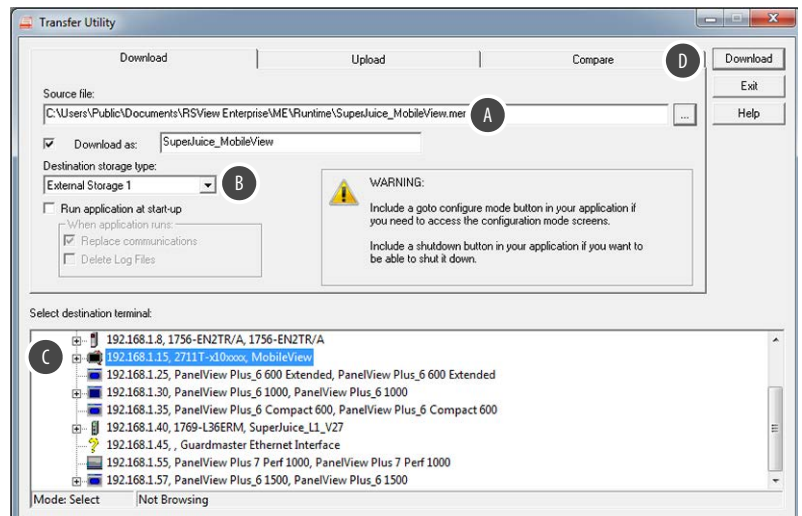 Transfer Utility
Download Upload Compare D Download
Exit
Source file:
C:\Users\Public\Documents\RSView Enterprise\ME\Runtime\SuperJuice_MobileView.mer A ... Help
Download as: SuperJuice_MobileView
Destination storage type:
External Storage 1 B
WARNING:
Run application at start-up
Include a goto configure mode button in your application if
you need to access the configuration mode screens.
When application runs:
Replace communications
Include a shutdown button in your application if you want to
be able to shut it down.
Delete Log Files
Select destination terminal:
192.168.1.8, 1756-EN2TR/A, 1756-EN2TR/A
C 192.168.1.15, 2711T-x10xxxx, MobileView
192.168.1.25, PanelView Plus_6 600 Extended, PanelView Plus_6 600 Extended
192.168.1.30, PanelView Plus_6 1000, PanelView Plus_6 1000
192.168.1.35, PanelView Plus_6 Compact 600, PanelView Plus_6 Compact 600
192.168.1.40, 1769-L36ERM, SuperJuice_L1_V27
192.168.1.45, , Guardmaster Ethernet Interface
192.168.1.55, PanelView Plus 7 Perf 1000, PanelView Plus 7 Perf 1000
192.168.1.57, PanelView Plus_6 1500, PanelView Plus_6 1500
Mode: Select Not Browsing